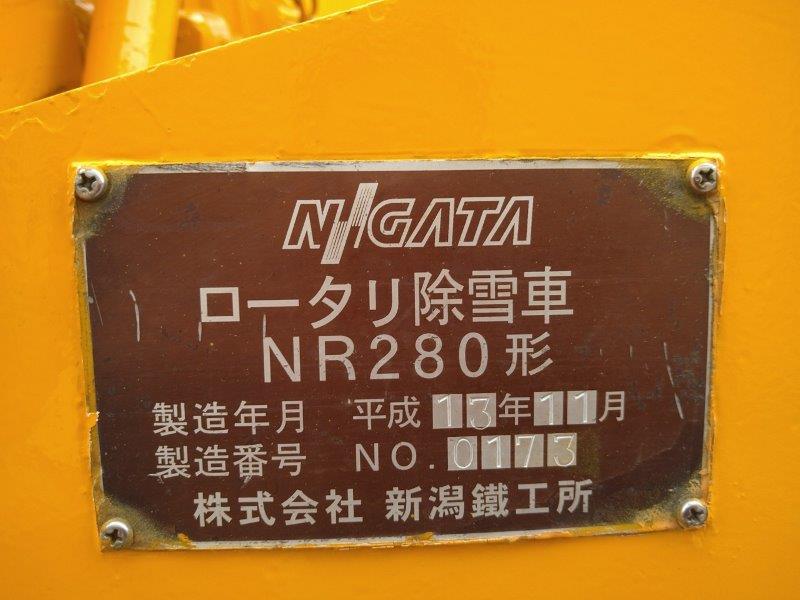 NIIGATA
ロータリ除雪車
NR280形
製造年月 平成13年11月
製造番号 NO.0173
株式会社 新潟鐵工所